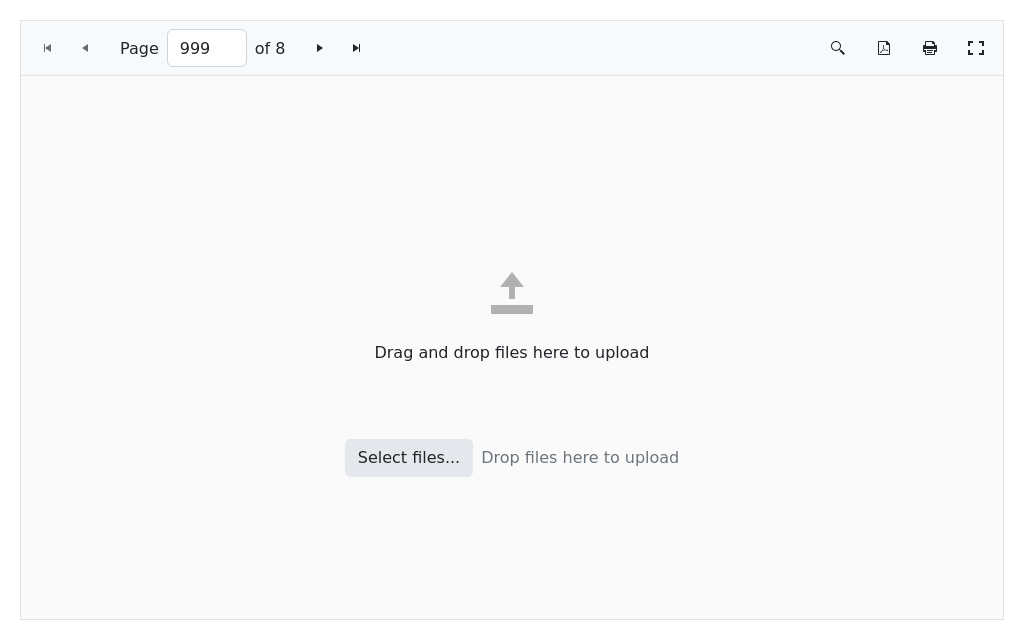 Page 999 of 8
Drag and drop files here to upload
Select files... Drop files here to upload